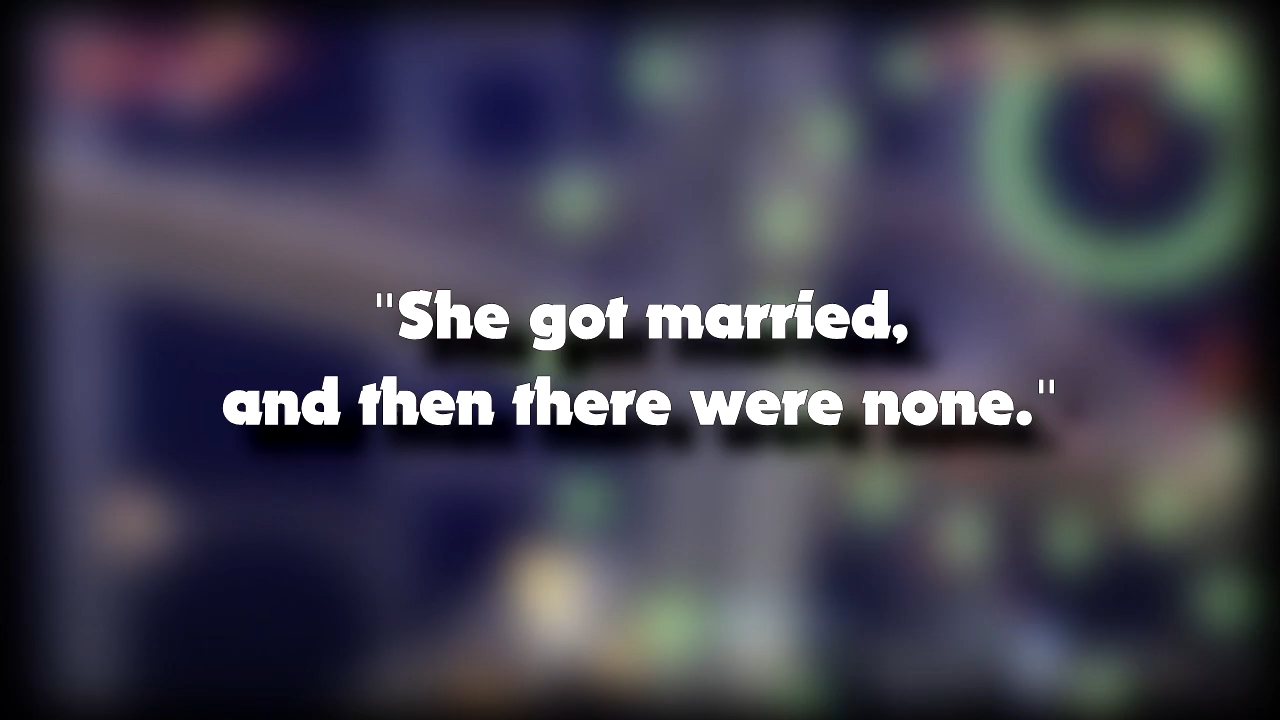 "She got married,
and then there were none."